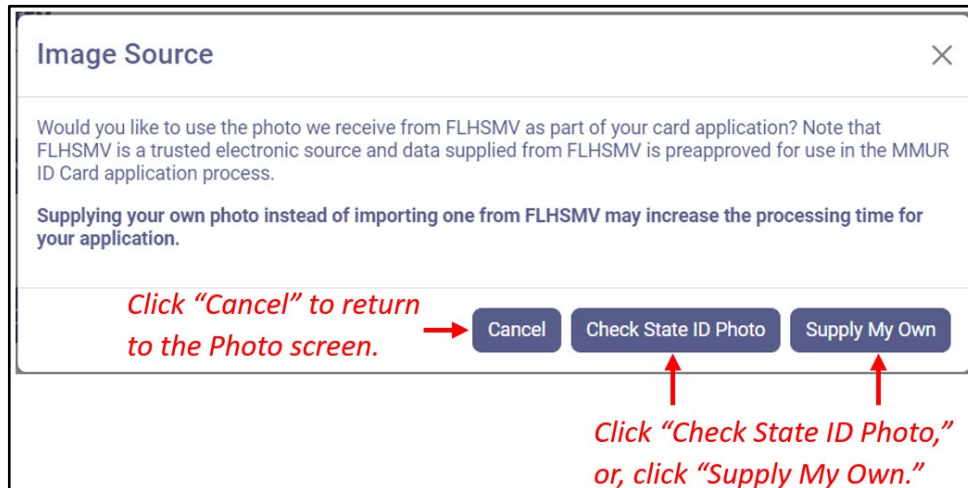 Image Source
Would you like to use the photo we receive from FLHSMV as part of your card application? Note that
FLHSMV is a trusted electronic source and data supplied from FLHSMV is preapproved for use in the MMUR
ID Card application process.
Supplying your own photo instead of importing one from FLHSMV may increase the processing time for
your application.
Click “Cancel” to return
to the Photo screen.
Cancel
Check State ID Photo
Supply My Own
Click “Check State ID Photo,”
or, click “Supply My Own.”